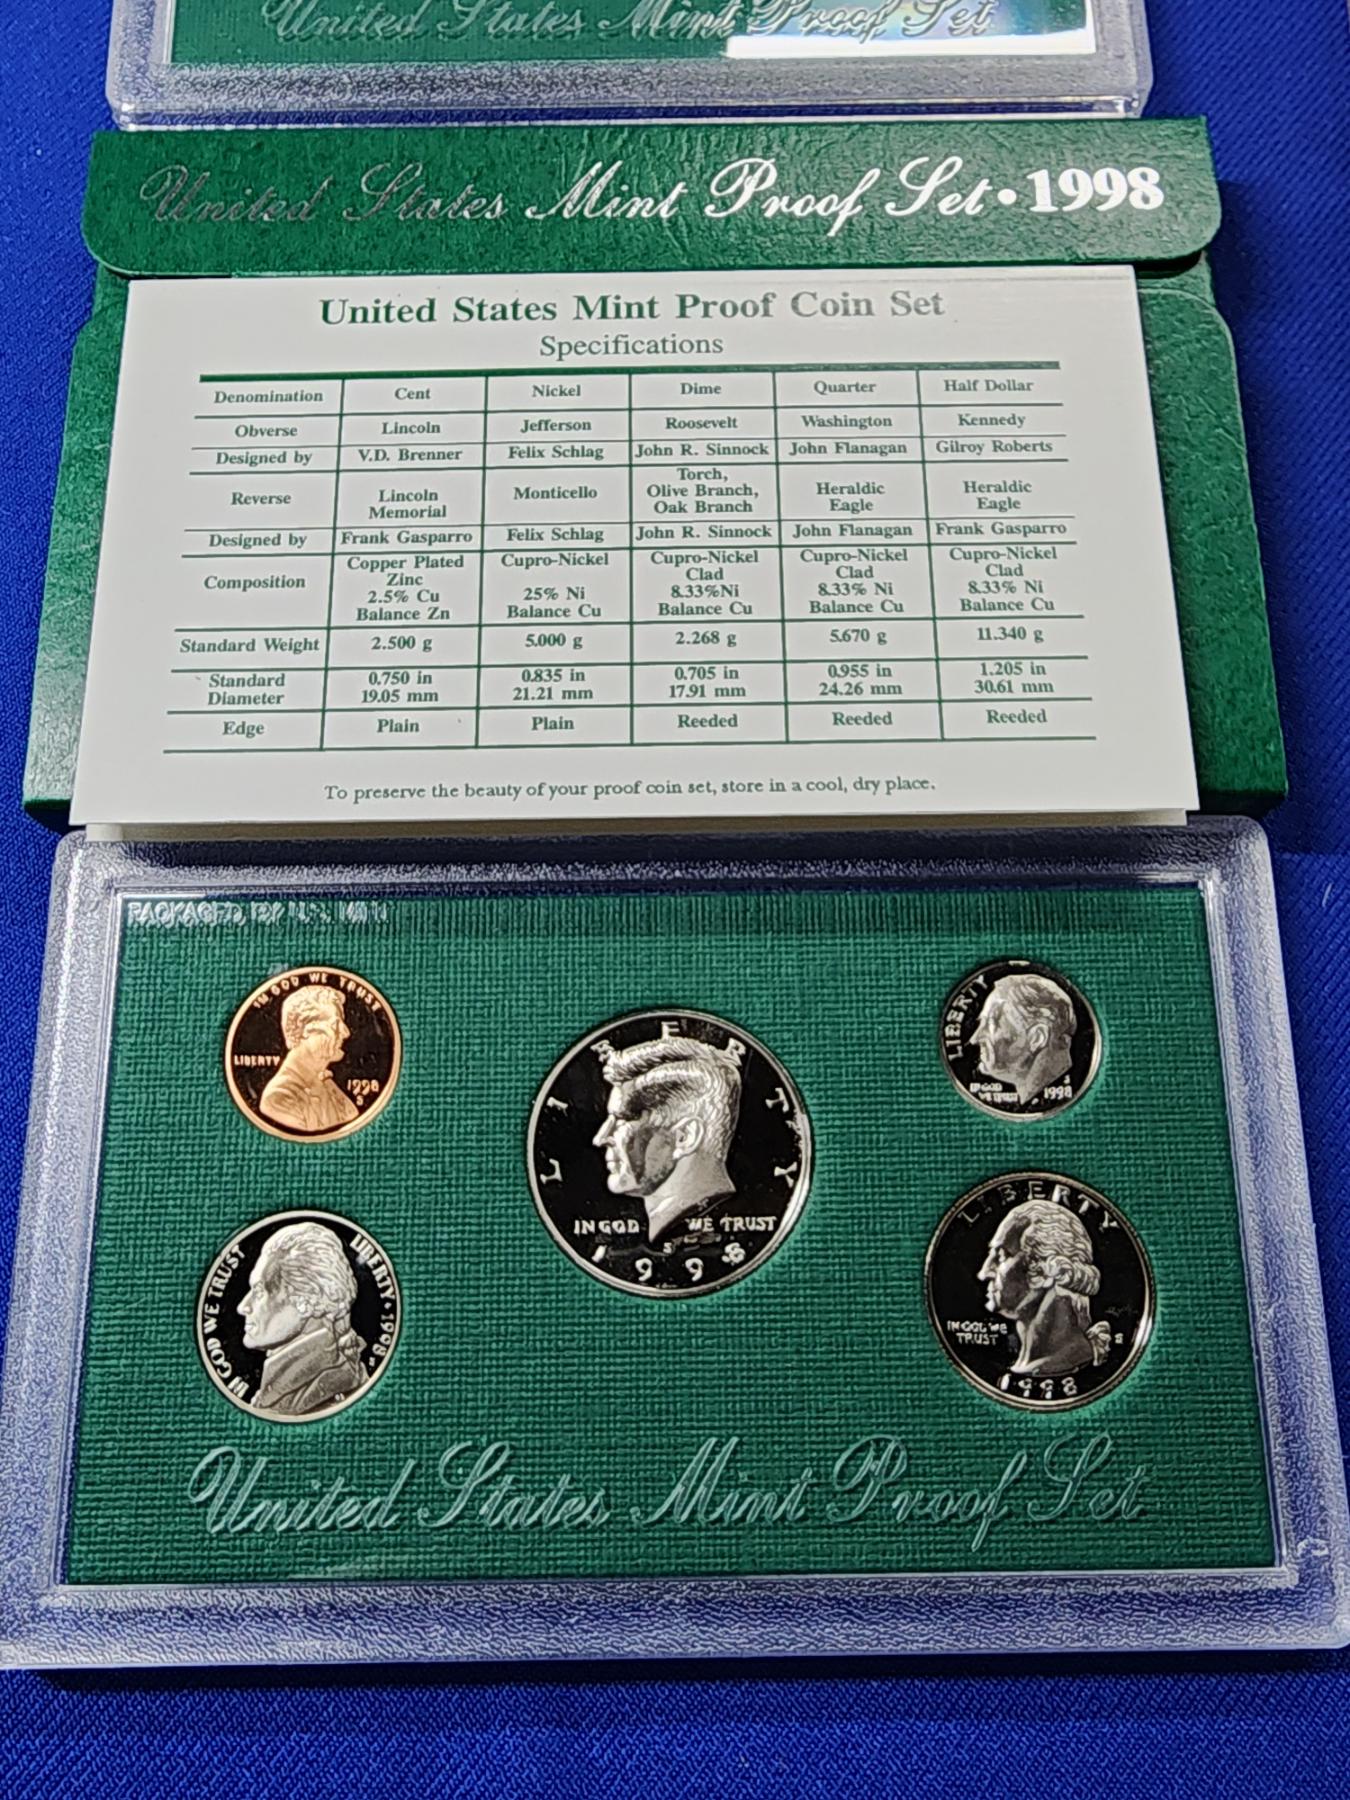 United States Mint Proof Set
United States Mint Proof Set • 1998
United States Mint Proof Coin Set
Specifications
Denomination Cent Nickel Dime Quarter Half Dollar
Obverse Lincoln Jefferson Roosevelt Washington Kennedy
Designed by V.D. Brenner Felix Schlag John R. Sinnock John Flanagan Gilroy Roberts
Reverse Lincoln Memorial Monticello Torch, Olive Branch, Oak Branch Heraldic Eagle Heraldic Eagle
Designed by Frank Gasparro Felix Schlag John R. Sinnock John Flanagan Frank Gasparro
Composition Copper Plated Zinc 2.5% Cu Balance Zn Cupro-Nickel 25% Ni Balance Cu Cupro-Nickel Clad 8.33%Ni Balance Cu Cupro-Nickel Clad 8.33% Ni Balance Cu Cupro-Nickel Clad 8.33% Ni Balance Cu
Standard Weight 2.500 g 5.000 g 2.268 g 5.670 g 11.340 g
Standard Diameter 0.750 in 19.05 mm 0.835 in 21.21 mm 0.705 in 17.91 mm 0.955 in 24.26 mm 1.205 in 30.61 mm
Edge Plain Plain Reeded Reeded Reeded
To preserve the beauty of your proof coin set, store in a cool, dry place.
PACKAGED BY U.S. MINT
IN GOD WE TRUST
LIBERTY
1998
S
LIBERTY
IN GOD WE TRUST
S
1998
LIBERTY
IN GOD WE TRUST
S
1998
IN GOD WE TRUST
LIBERTY • 1998
LIBERTY
IN GOD WE
TRUST
S
1998
United States Mint Proof Set